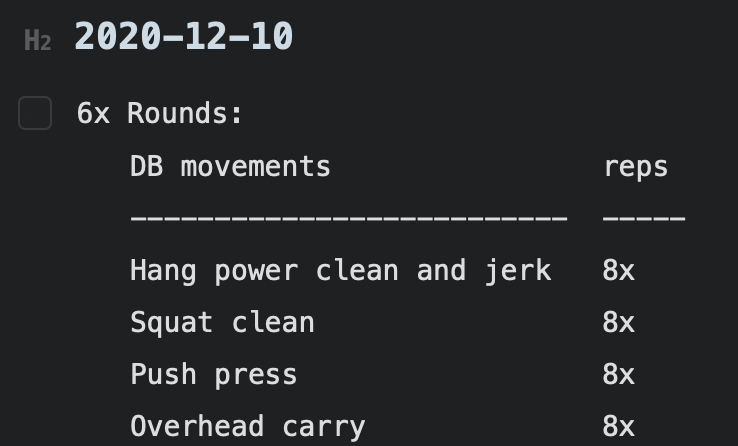 H2 2020-12-10
6x Rounds:
DB movements reps
-------------------------- -----
Hang power clean and jerk 8x
Squat clean 8x
Push press 8x
Overhead carry 8x